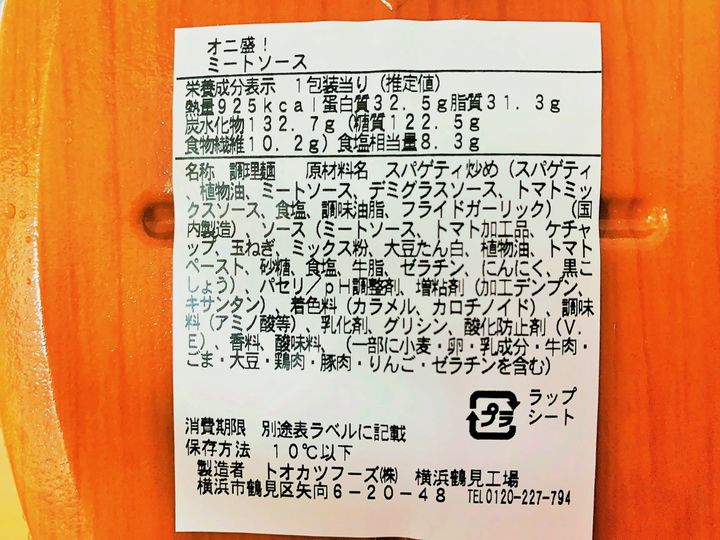 オニ盛！
ミートソース
栄養成分表示　１包装当り（推定値）
熱量９２５ｋｃａｌ蛋白質３２．５ｇ脂質３１．３ｇ
炭水化物１３２．７ｇ（糖質１２２．５ｇ
食物繊維１０．２ｇ）食塩相当量８．３ｇ
名称　調理麺　　原材料名　スパゲティ炒め（スパゲティ
、植物油、ミートソース、デミグラスソース、トマトミッ
クスソース、食塩、調味油脂、フライドガーリック）（国
内製造）、ソース（ミートソース、トマト加工品、ケチャ
ップ、玉ねぎ、ミックス粉、大豆たん白、植物油、トマト
ペースト、砂糖、食塩、牛脂、ゼラチン、にんにく、黒こ
しょう）、パセリ／ｐＨ調整剤、増粘剤（加工デンプン、
キサンタン）、着色料（カラメル、カロチノイド）、調味
料（アミノ酸等）、乳化剤、グリシン、酸化防止剤（Ｖ．
Ｅ）、香料、酸味料、（一部に小麦・卵・乳成分・牛肉・
ごま・大豆・鶏肉・豚肉・りんご・ゼラチンを含む）
プラ
ラップ
シート
消費期限　別途表ラベルに記載
保存方法　１０℃以下
製造者　トオカツフーズ㈱　横浜鶴見工場
横浜市鶴見区矢向６－２０－４８　TEL0120-227-794